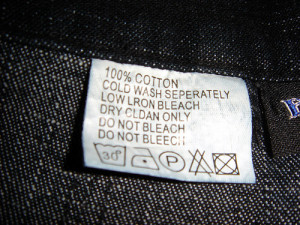 100% COTTON
COLD WASH SEPERATELY
LOW LRON BLEACH
DRY CLDAN ONLY
DO NOT BLEACH
DO NOT BLEECH
30° P